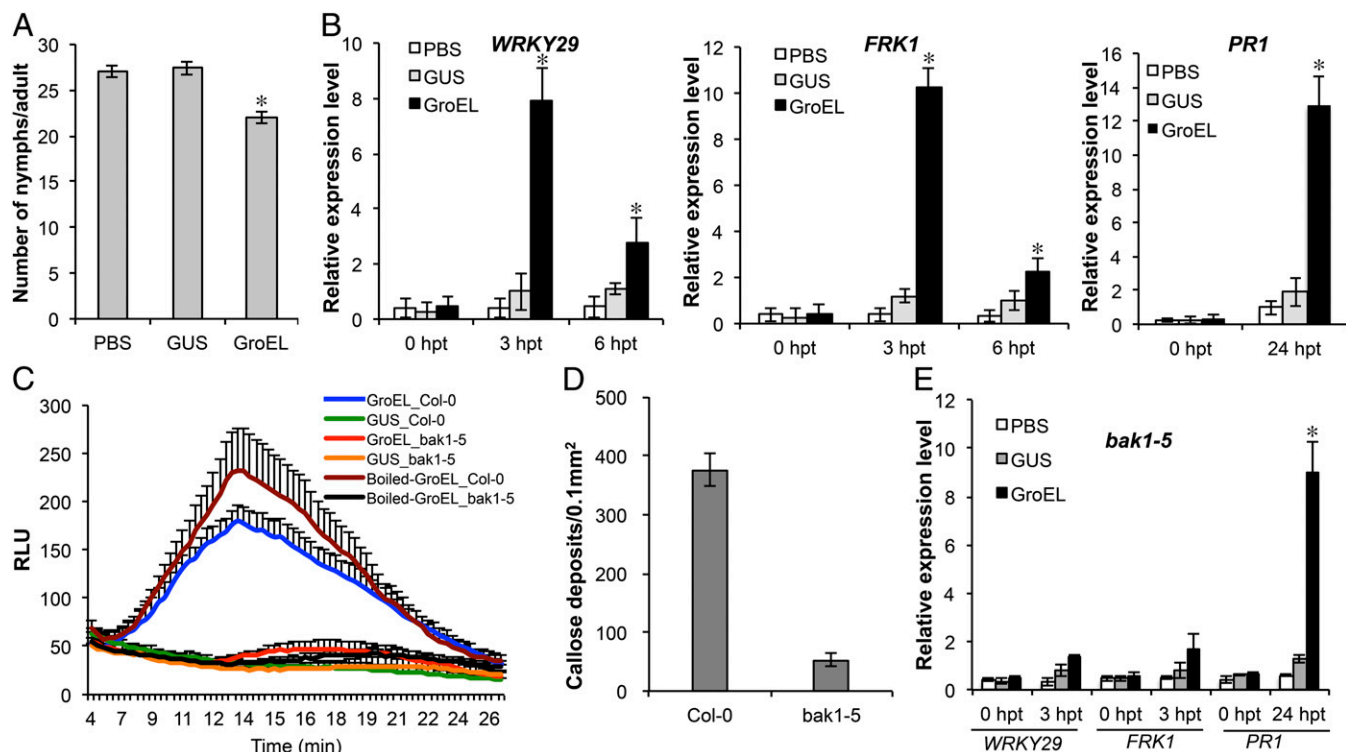 A
Number of nymphs/adult
30
25
20
15
10
5
0
*
PBS
GUS
GroEL
B
Relative expression level
10
8
6
4
2
0
PBS
GUS
GroEL
WRKY29
*
*
0 hpt
3 hpt
6 hpt
Relative expression level
12
10
8
6
4
2
0
PBS
GUS
GroEL
FRK1
*
*
0 hpt
3 hpt
6 hpt
Relative expression level
16
14
12
10
8
6
4
2
0
PBS
GUS
GroEL
PR1
*
0 hpt
24 hpt
C
RLU
300
250
200
150
100
50
0
GroEL_Col-0
GUS_Col-0
GroEL_bak1-5
GUS_bak1-5
Boiled-GroEL_Col-0
Boiled-GroEL_bak1-5
4 7 9 11 12 14 16 18 19 21 22 24 26
Time (min)
D
Callose deposits/0.1mm²
500
400
300
200
100
0
Col-0
bak1-5
E
Relative expression level
12
10
8
6
4
2
0
PBS
GUS
GroEL
bak1-5
*
0 hpt 3 hpt 0 hpt 3 hpt 0 hpt 24 hpt
WRKY29 FRK1 PR1